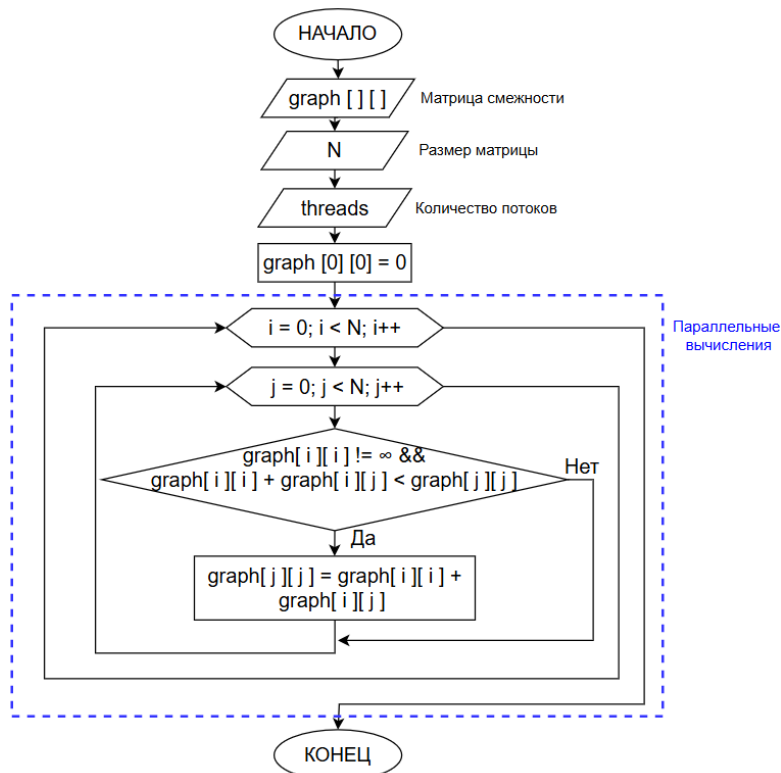 НАЧАЛО
graph [ ] [ ]
Матрица смежности
N
Размер матрицы
threads
Количество потоков
graph [0] [0] = 0
i = 0; i < N; i++
Параллельные
вычисления
j = 0; j < N; j++
graph[ i ][ i ] != ∞ &&
graph[ i ][ i ] + graph[ i ][ j ] < graph[ j ][ j ]
Нет
Да
graph[ j ][ j ] = graph[ i ][ i ] +
graph[ i ][ j ]
КОНЕЦ